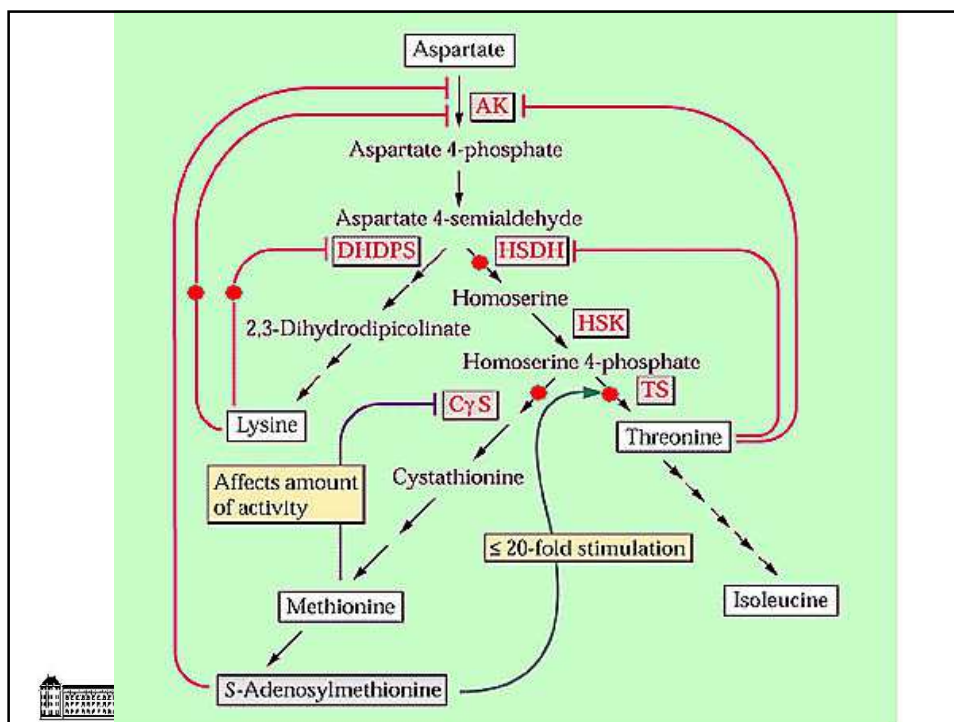 Aspartate
AK
Aspartate 4-phosphate
Aspartate 4-semialdehyde
DHDPS
HSDH
Homoserine
2,3-Dihydrodipicolinate
HSK
Homoserine 4-phosphate
CγS
TS
Lysine
Threonine
Cystathionine
Affects amount
of activity
≤ 20-fold stimulation
Methionine
Isoleucine
S-Adenosylmethionine